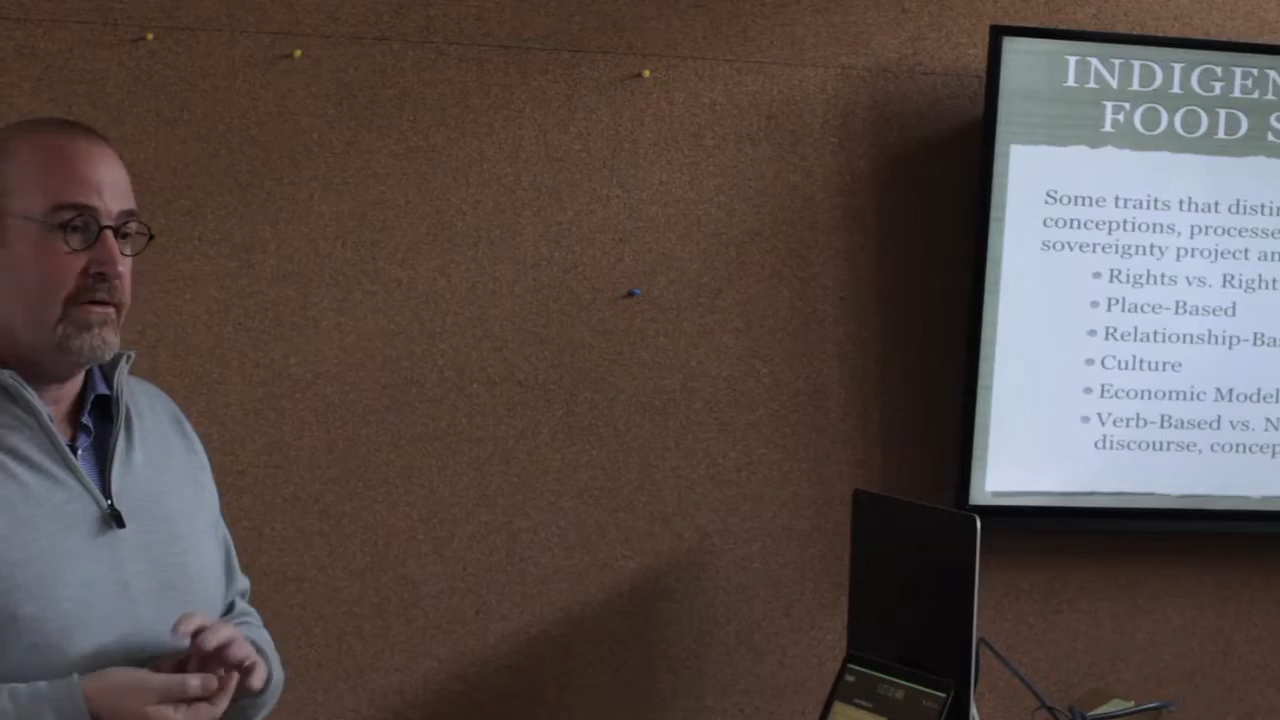 INDIGEN
FOOD S
Some traits that distin
conceptions, processe
sovereignty project an
Rights vs. Right
Place-Based
Relationship-Ba
Culture
Economic Model
Verb-Based vs. N
discourse, concep